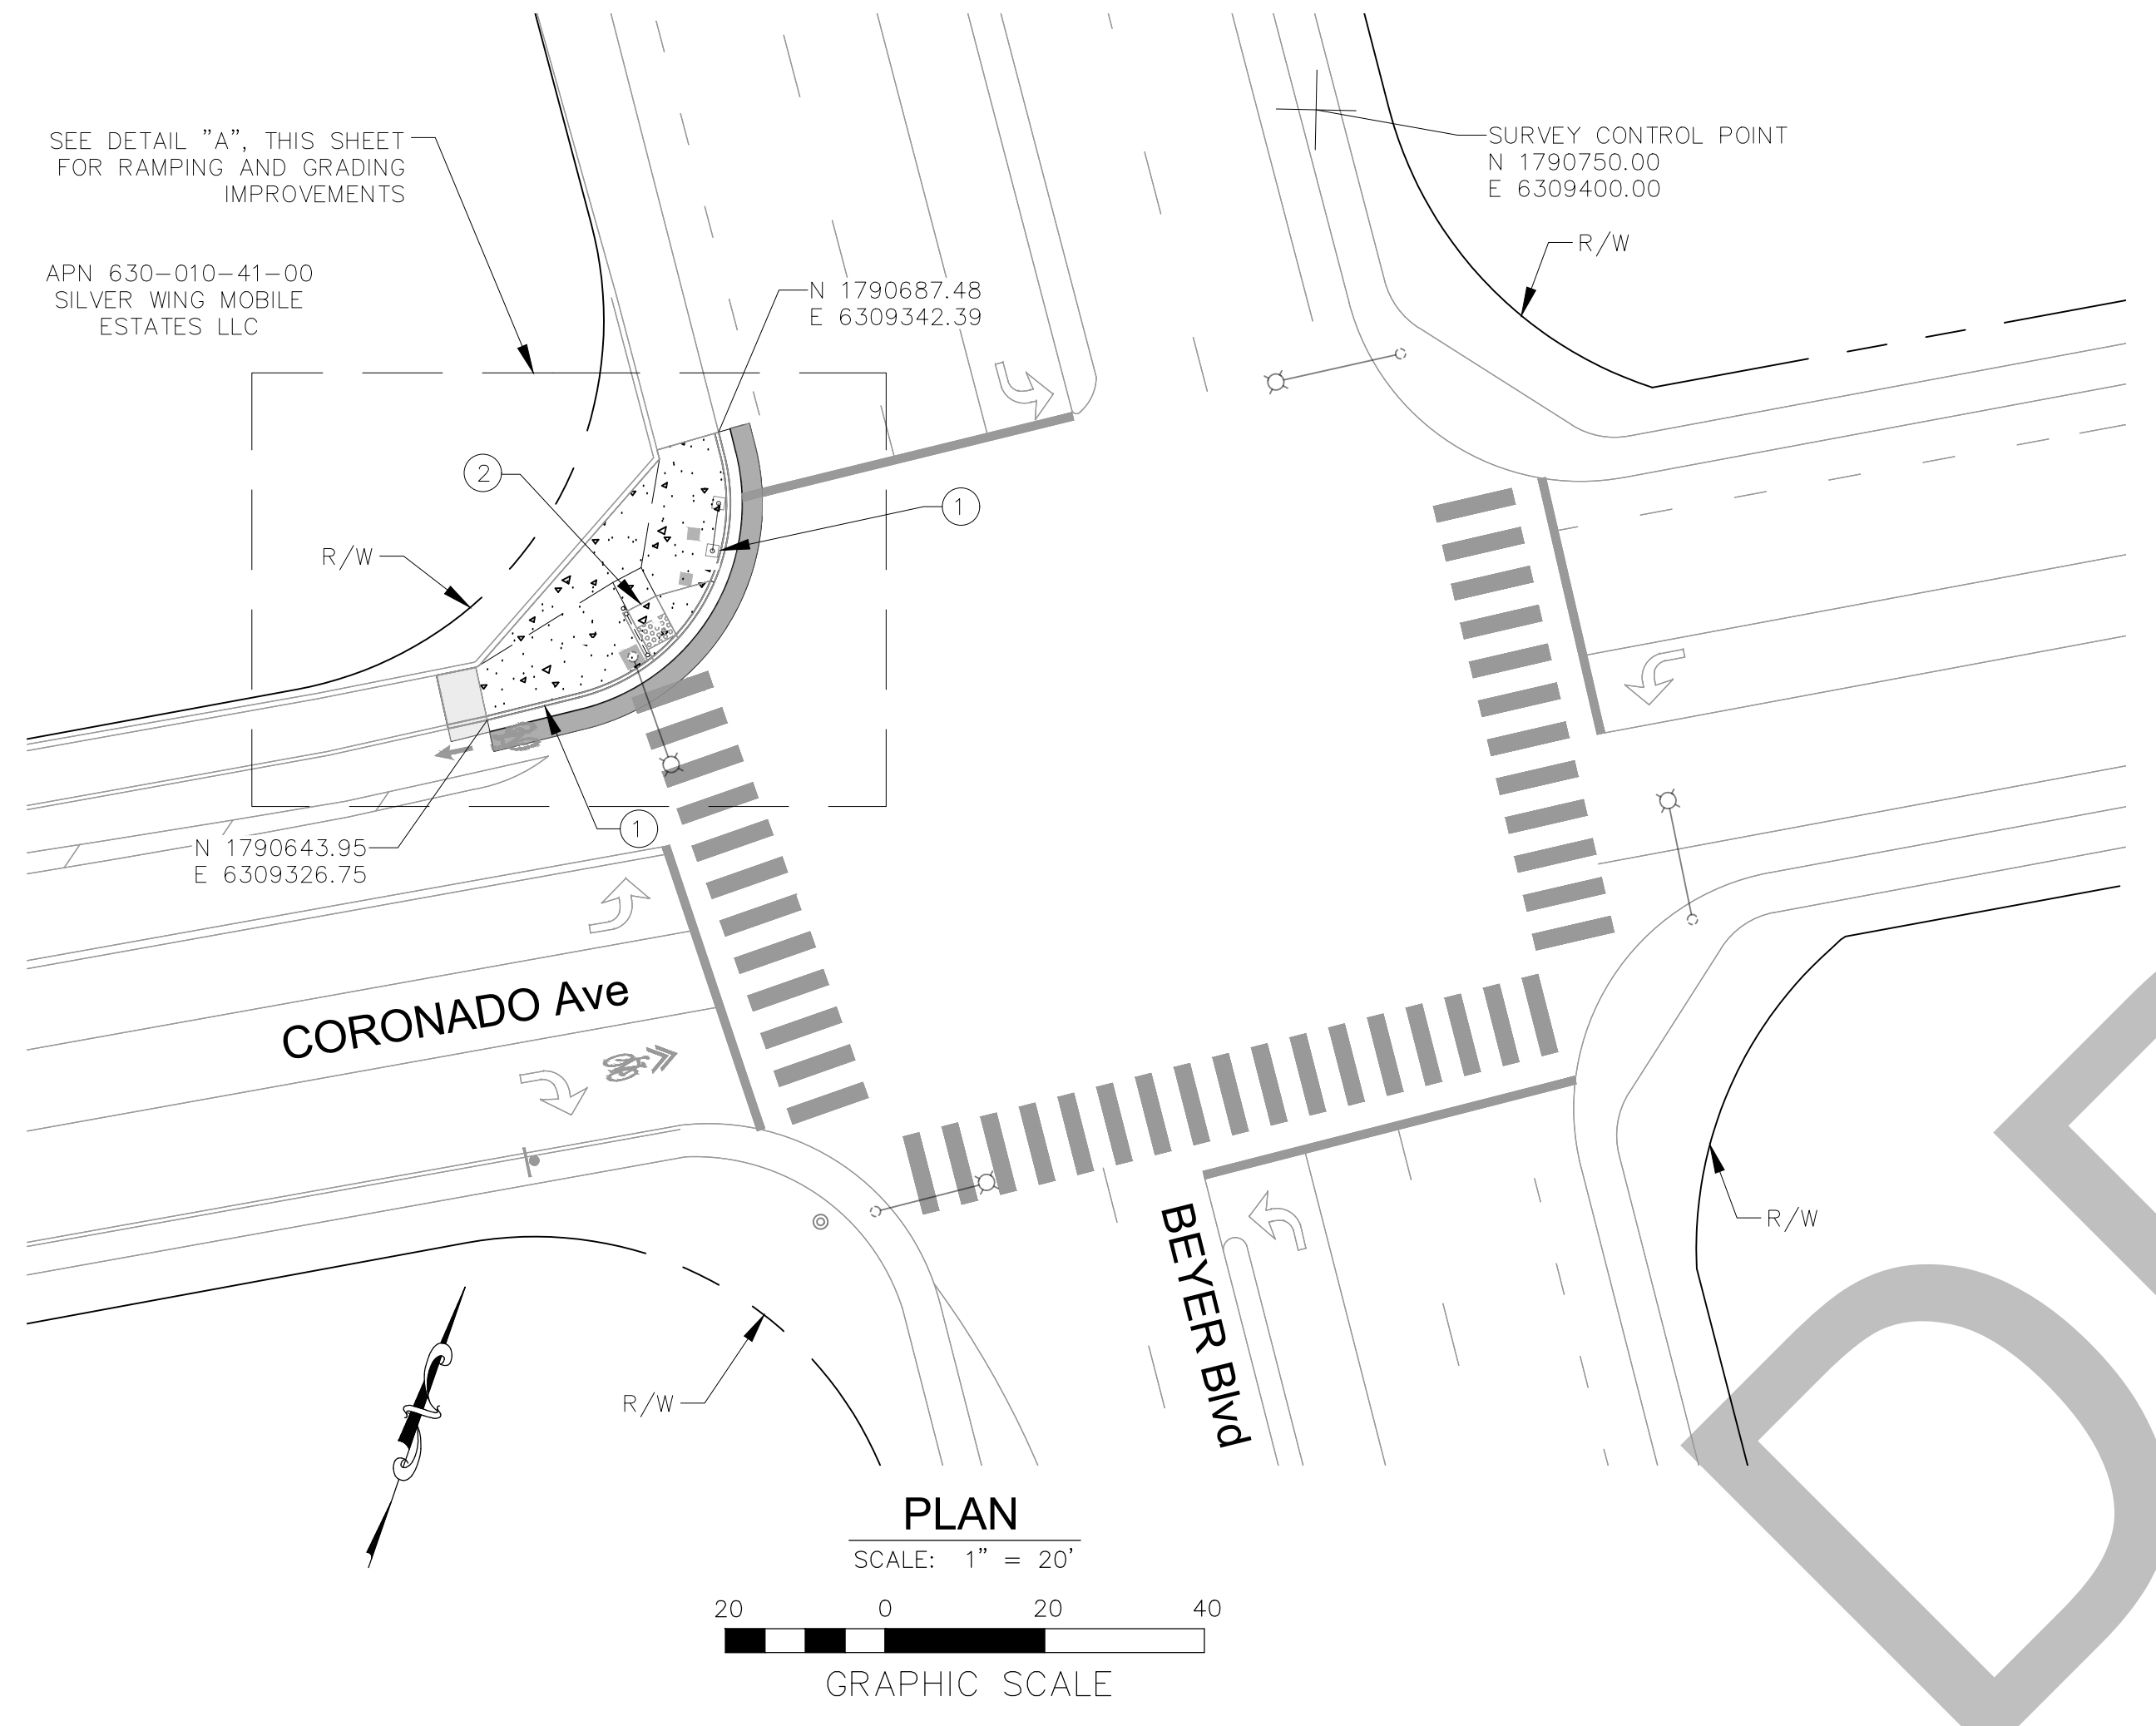 SEE DETAIL "A", THIS SHEET
FOR RAMPING AND GRADING
IMPROVEMENTS
SURVEY CONTROL POINT
N 1790750.00
E 6309400.00
R/W
APN 630-010-41-00
SILVER WING MOBILE
ESTATES LLC
N 1790687.48
E 6309342.39
2
1
R/W
1
N 1790643.95
E 6309326.75
CORONADO Ave
BEYER Blvd
R/W
R/W
PLAN
SCALE: 1" = 20'
20 0 20 40
GRAPHIC SCALE